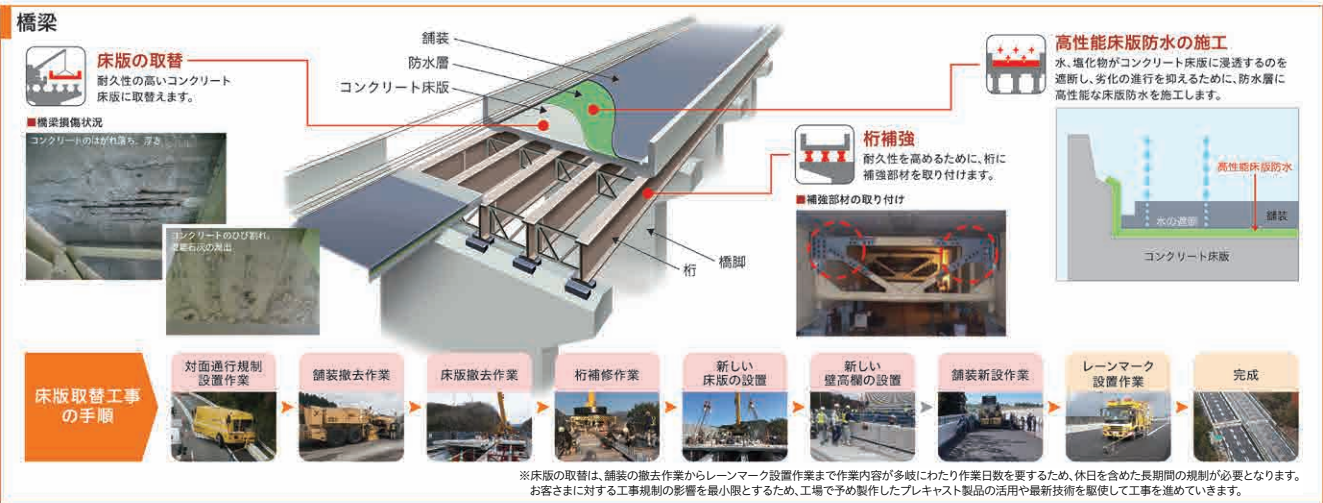 橋梁
床版の取替
耐久性の高いコンクリート
床版に取替えます。
■橋梁損傷状況
コンクリートのはがれ落ち、浮き
コンクリートのひび割れ、
舗装
防水層
コンクリート床版
桁
橋脚
桁補強
耐久性を高めるために、桁に
補強部材を取り付けます。
■補強部材の取り付け
高性能床版防水の施工
水、塩化物がコンクリート床版に浸透するのを
遮断し、劣化の進行を抑えるために、防水層に
高性能な床版防水を施工します。
高性能床版防水
水の遮断
舗装
コンクリート床版
床版取替工事
の手順
対面通行規制
設置作業
舗装撤去作業
床版撤去作業
桁補修作業
新しい
床版の設置
新しい
壁高欄の設置
舗装新設作業
レーンマーク
設置作業
完成
※床版の取替は、舗装の撤去作業からレーンマーク設置作業まで作業内容が多岐にわたり作業日数を要するため、休日を含めた長期間の規制が必要となります。
お客さまに対する工事規制の影響を最小限とするため、工場で予め製作したプレキャスト製品の活用や最新技術を駆使して工事を進めていきます。